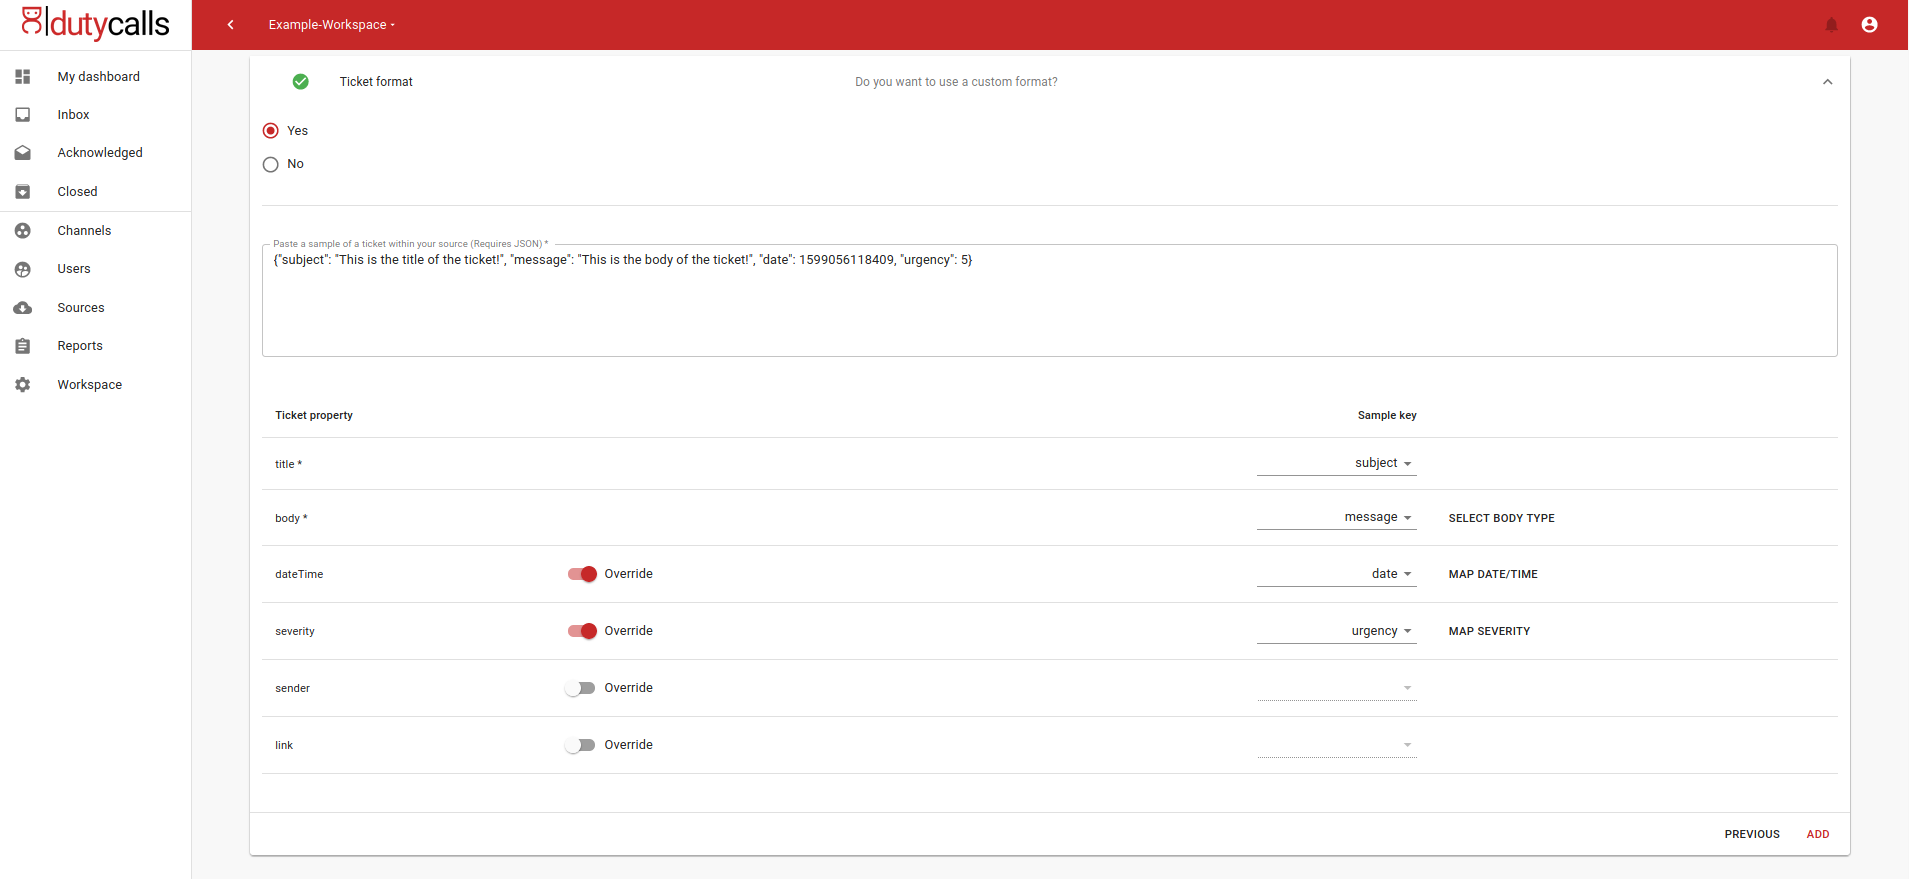 dutycalls
Example-Workspace
My dashboard
Inbox
Acknowledged
Closed
Channels
Users
Sources
Reports
Workspace
Ticket format
Do you want to use a custom format?
Yes
No
Paste a sample of a ticket within your source (Requires JSON) *
{"subject": "This is the title of the ticket!", "message": "This is the body of the ticket!", "date": 1599056118409, "urgency": 5}
Ticket property Sample key
title * subject
body * message SELECT BODY TYPE
dateTime Override date MAP DATE/TIME
severity Override urgency MAP SEVERITY
sender Override
link Override
PREVIOUS ADD